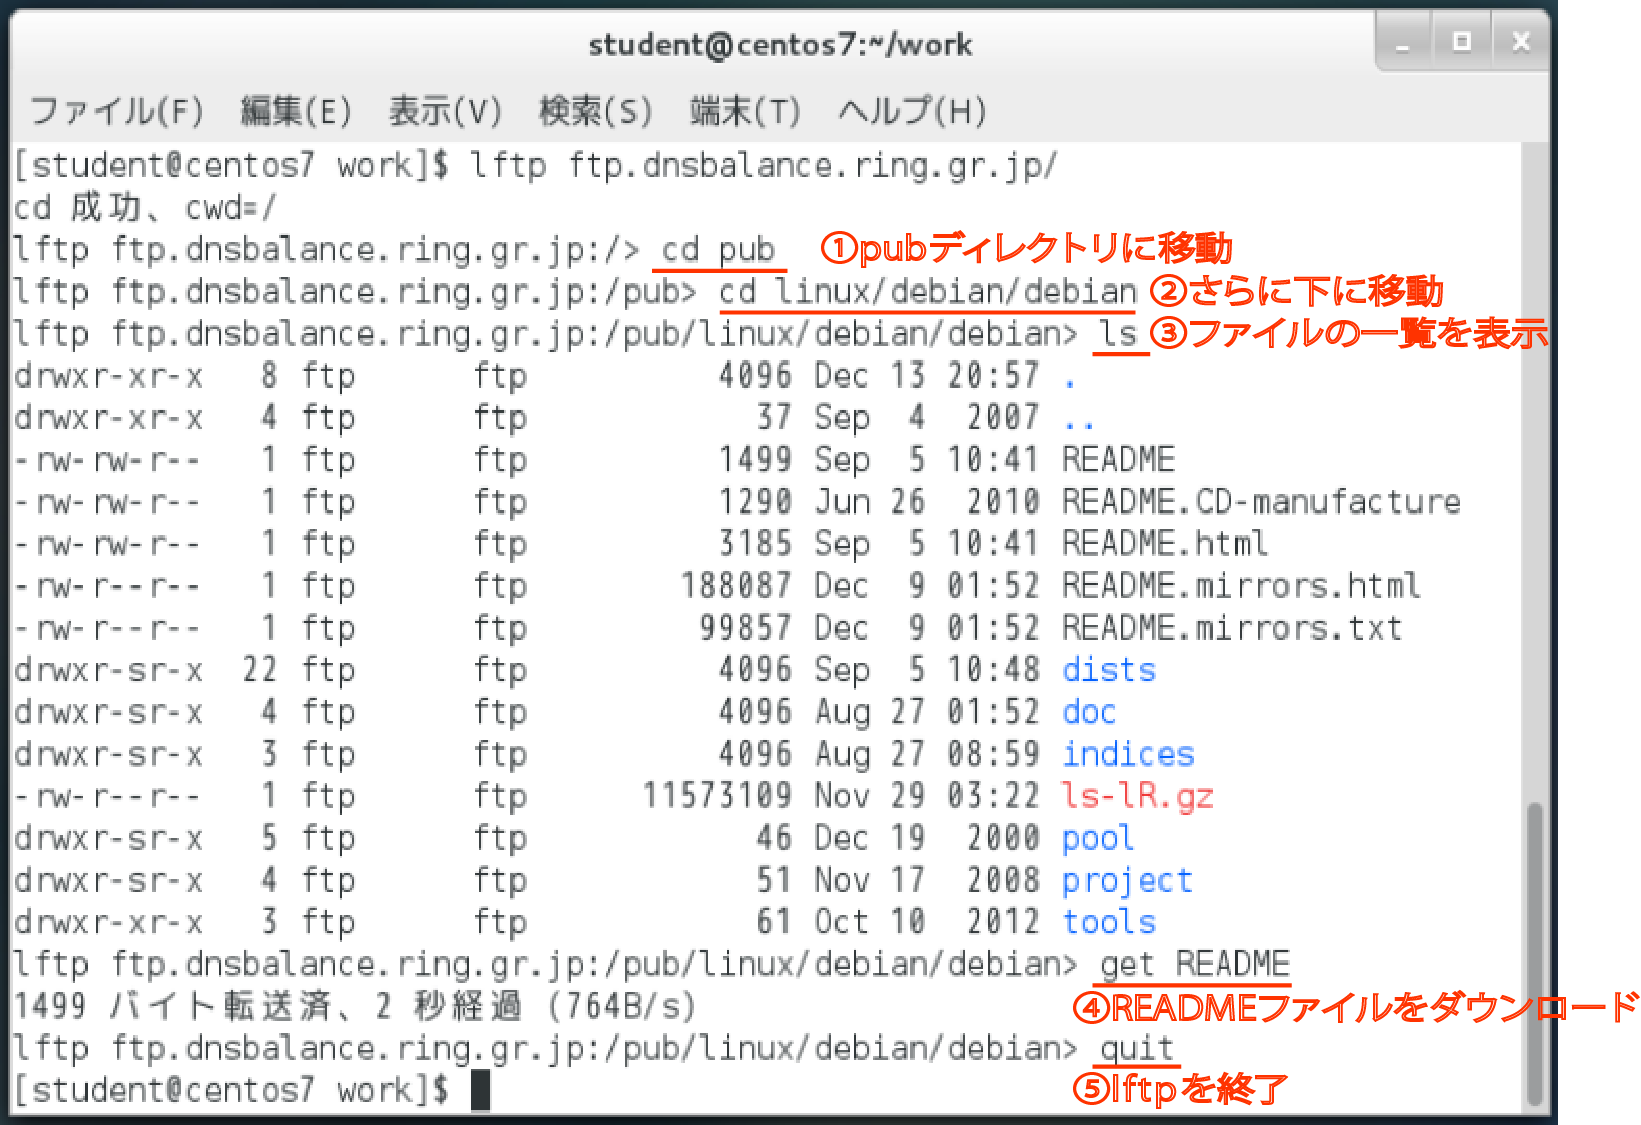 student@centos7:~/work
ファイル(F) 編集(E) 表示(V) 検索(S) 端末(T) ヘルプ(H)
[student@centos7 work]$ lftp ftp.dnsbalance.ring.gr.jp/
cd 成功、cwd=/
lftp ftp.dnsbalance.ring.gr.jp:/> cd pub ①pubディレクトリに移動
lftp ftp.dnsbalance.ring.gr.jp:/pub> cd linux/debian/debian ②さらに下に移動
lftp ftp.dnsbalance.ring.gr.jp:/pub/linux/debian/debian> ls ③ファイルの一覧を表示
drwxr-xr-x 8 ftp ftp 4096 Dec 13 20:57 .
drwxr-xr-x 4 ftp ftp 37 Sep 4 2007 ..
-rw-rw-r-- 1 ftp ftp 1499 Sep 5 10:41 README
-rw-rw-r-- 1 ftp ftp 1290 Jun 26 2010 README.CD-manufacture
-rw-rw-r-- 1 ftp ftp 3185 Sep 5 10:41 README.html
-rw-r--r-- 1 ftp ftp 188087 Dec 9 01:52 README.mirrors.html
-rw-r--r-- 1 ftp ftp 99857 Dec 9 01:52 README.mirrors.txt
drwxr-sr-x 22 ftp ftp 4096 Sep 5 10:48 dists
drwxr-sr-x 4 ftp ftp 4096 Aug 27 01:52 doc
drwxr-sr-x 3 ftp ftp 4096 Aug 27 08:59 indices
-rw-r--r-- 1 ftp ftp 11573109 Nov 29 03:22 ls-lR.gz
drwxr-sr-x 5 ftp ftp 46 Dec 19 2000 pool
drwxr-sr-x 4 ftp ftp 51 Nov 17 2008 project
drwxr-xr-x 3 ftp ftp 61 Oct 10 2012 tools
lftp ftp.dnsbalance.ring.gr.jp:/pub/linux/debian/debian> get README
1499 バイト転送済、2 秒経過 (764B/s) ④READMEファイルをダウンロード
lftp ftp.dnsbalance.ring.gr.jp:/pub/linux/debian/debian> quit
[student@centos7 work]$ ⑤lftpを終了